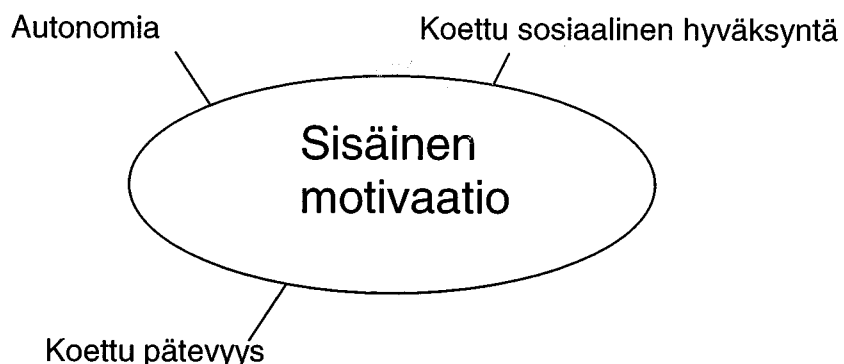 Autonomia
Koettu sosiaalinen hyväksyntä
Sisäinen
motivaatio
Koettu pätevyys